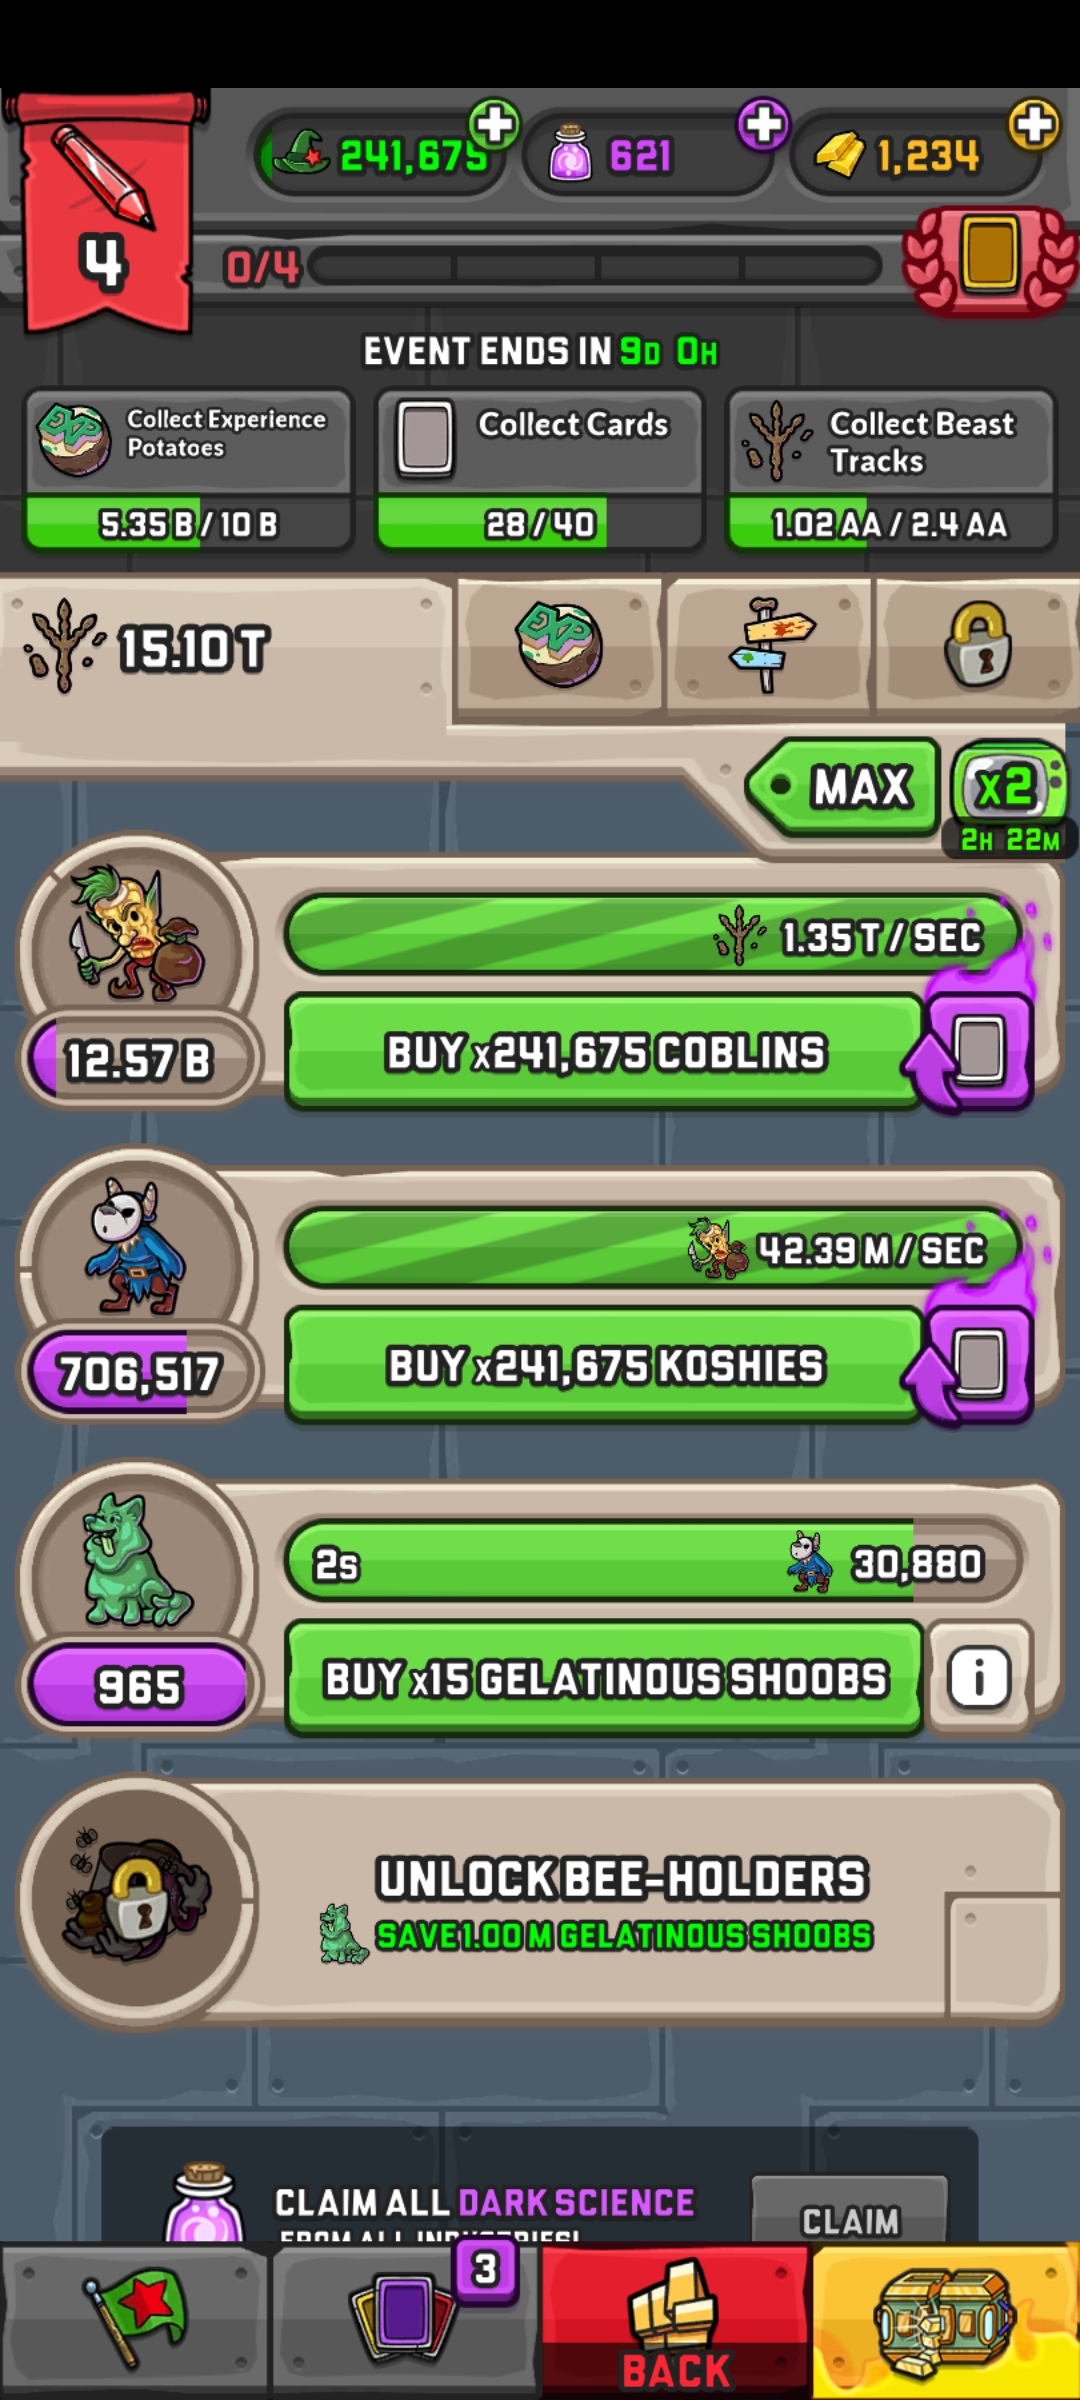 241,675
621
1,234
4
0/4
EVENT ENDS IN 9D 0H
Collect Experience
Potatoes
Collect Cards
Collect Beast
Tracks
5.35 B / 10 B
28 / 40
1.02 AA / 2.4 AA
15.10 T
EXP
MAX
x2
2H 22M
1.35 T / SEC
BUY x241,675 COBLINS
12.57 B
42.39 M / SEC
BUY x241,675 KOSHIES
706,517
2s
30,880
BUY x15 GELATINOUS SHOOBS
965
UNLOCK BEE-HOLDERS
SAVE 1.00 M GELATINOUS SHOOBS
CLAIM ALL DARK SCIENCE
FROM ALL INDUSTRIES!
CLAIM
3
BACK